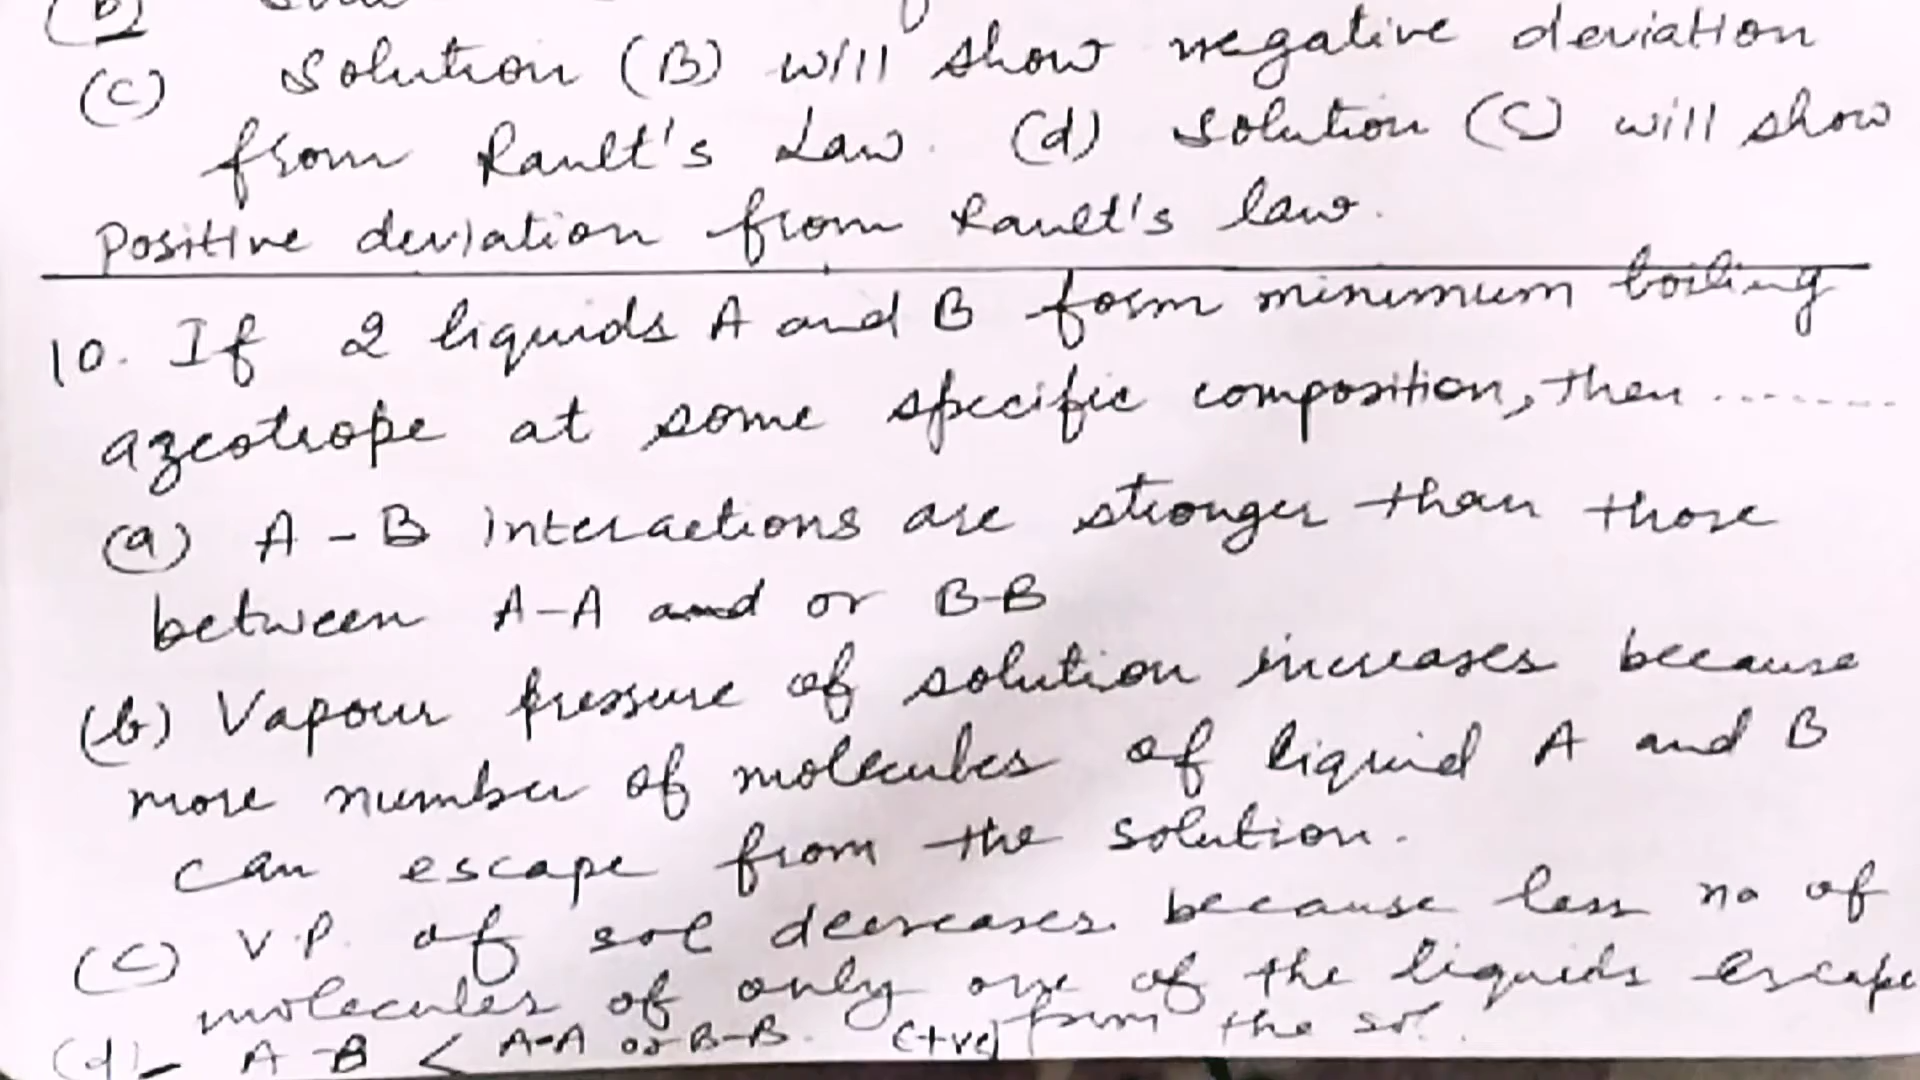 (b)
(c) Solution (B) will show negative deviation
from Rault's Law. (d) Solution (C) will show
Positive deviation from Rault's law.
10. If 2 liquids A and B form minimum boiling
azeotrope at some specific composition, then ........
(a) A-B interactions are stronger than those
between A-A and or B-B
(b) Vapour pressure of solution increases because
more number of molecules of liquid A and B
can escape from the solution.
(c) V.P. of sol decreases. because less no of
molecules of only one of the liquids escape
from the sol.
(d) - A-B < A-A or B-B. (+ve)